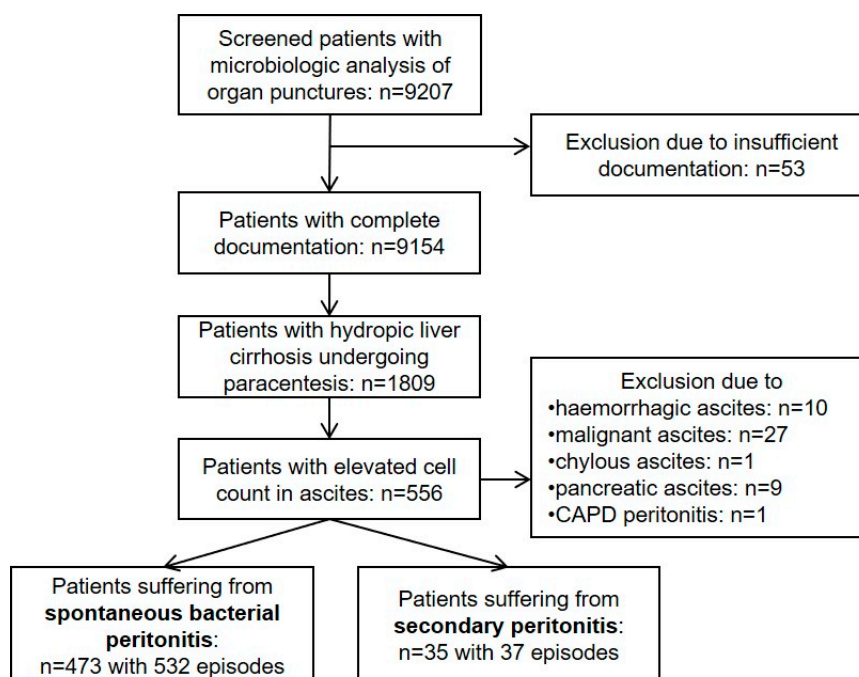 Screened patients with
microbiologic analysis of
organ punctures: n=9207
Exclusion due to insufficient
documentation: n=53
Patients with complete
documentation: n=9154
Patients with hydropic liver
cirrhosis undergoing
paracentesis: n=1809
Exclusion due to
•haemorrhagic ascites: n=10
•malignant ascites: n=27
•chylous ascites: n=1
•pancreatic ascites: n=9
•CAPD peritonitis: n=1
Patients with elevated cell
count in ascites: n=556
Patients suffering from
spontaneous bacterial
peritonitis:
n=473 with 532 episodes
Patients suffering from
secondary peritonitis:
n=35 with 37 episodes